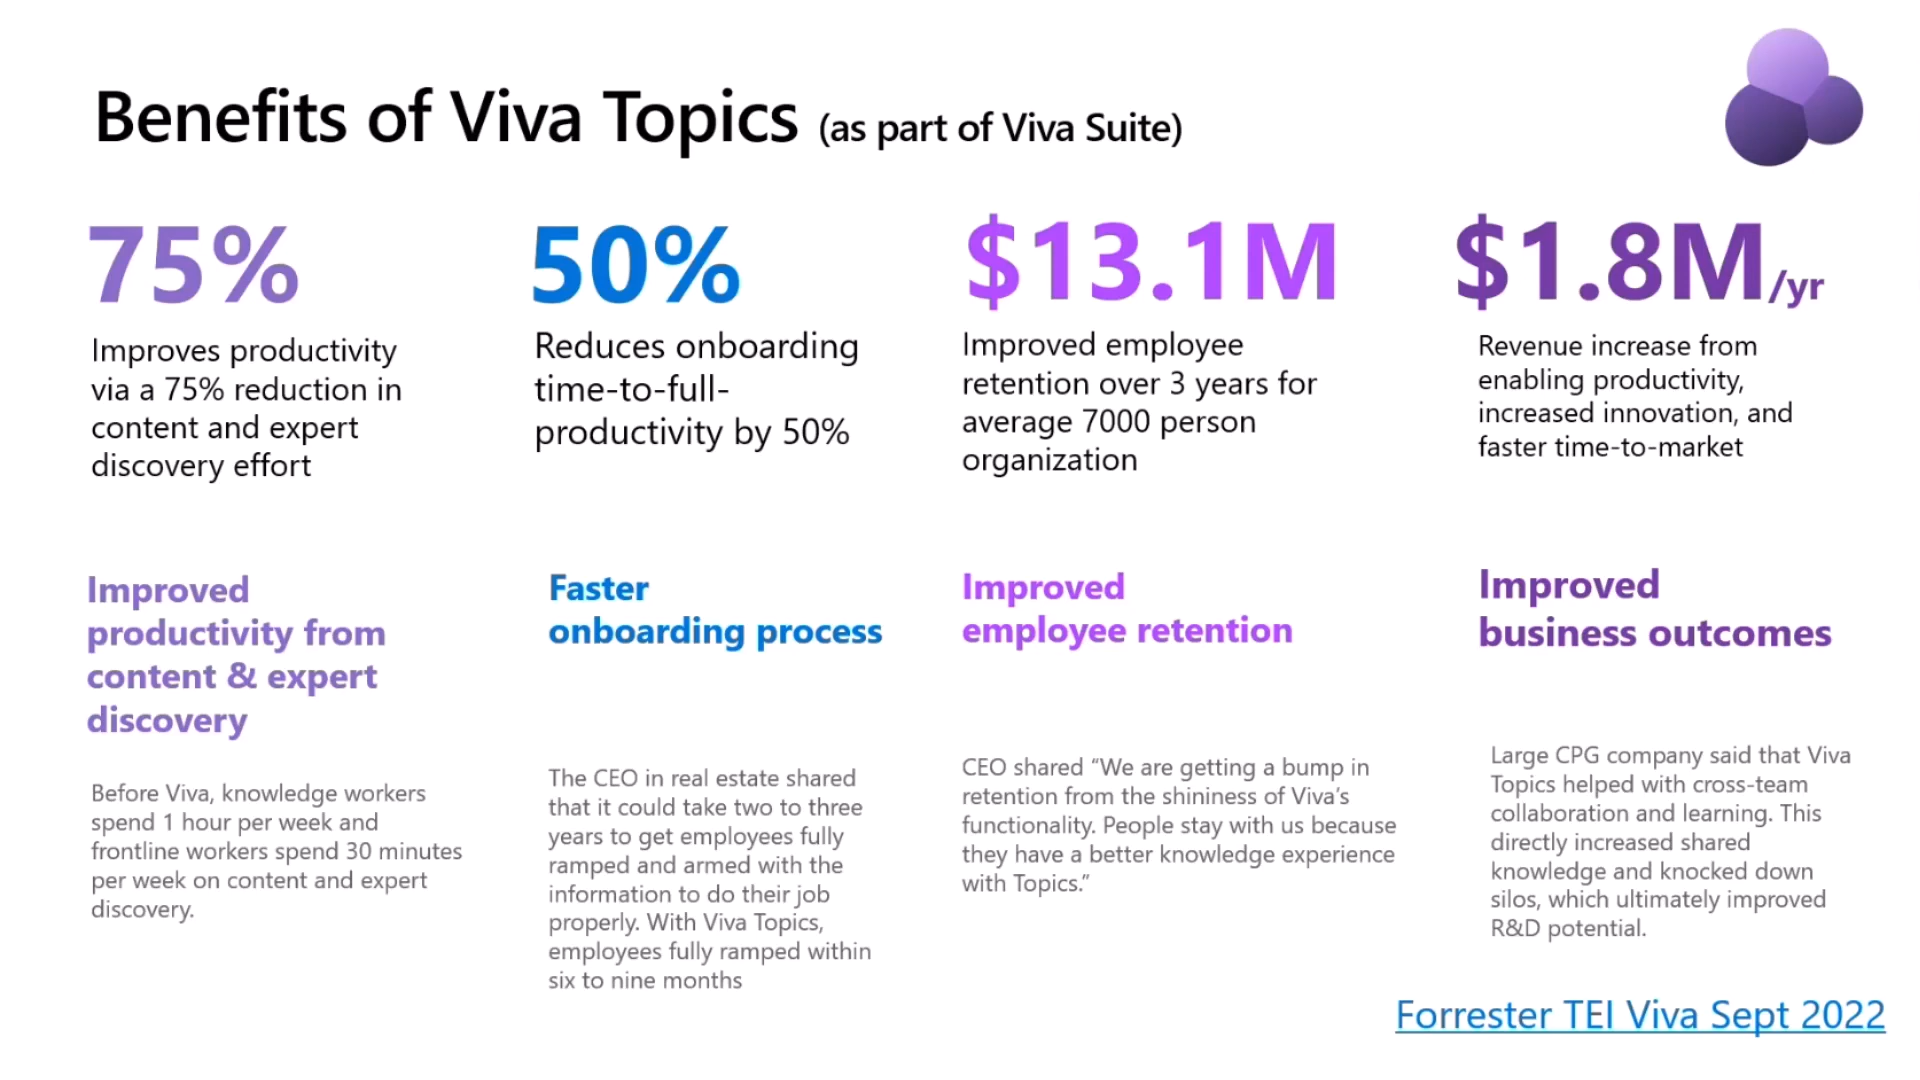 Benefits of Viva Topics (as part of Viva Suite)
75%
Improves productivity
via a 75% reduction in
content and expert
discovery effort
50%
Reduces onboarding
time-to-full-
productivity by 50%
$13.1M
Improved employee
retention over 3 years for
average 7000 person
organization
$1.8M/yr
Revenue increase from
enabling productivity,
increased innovation, and
faster time-to-market
Improved
productivity from
content & expert
discovery
Before Viva, knowledge workers
spend 1 hour per week and
frontline workers spend 30 minutes
per week on content and expert
discovery.
Faster
onboarding process
The CEO in real estate shared
that it could take two to three
years to get employees fully
ramped and armed with the
information to do their job
properly. With Viva Topics,
employees fully ramped within
six to nine months
Improved
employee retention
CEO shared “We are getting a bump in
retention from the shininess of Viva’s
functionality. People stay with us because
they have a better knowledge experience
with Topics.”
Improved
business outcomes
Large CPG company said that Viva
Topics helped with cross-team
collaboration and learning. This
directly increased shared
knowledge and knocked down
silos, which ultimately improved
R&D potential.
Forrester TEI Viva Sept 2022